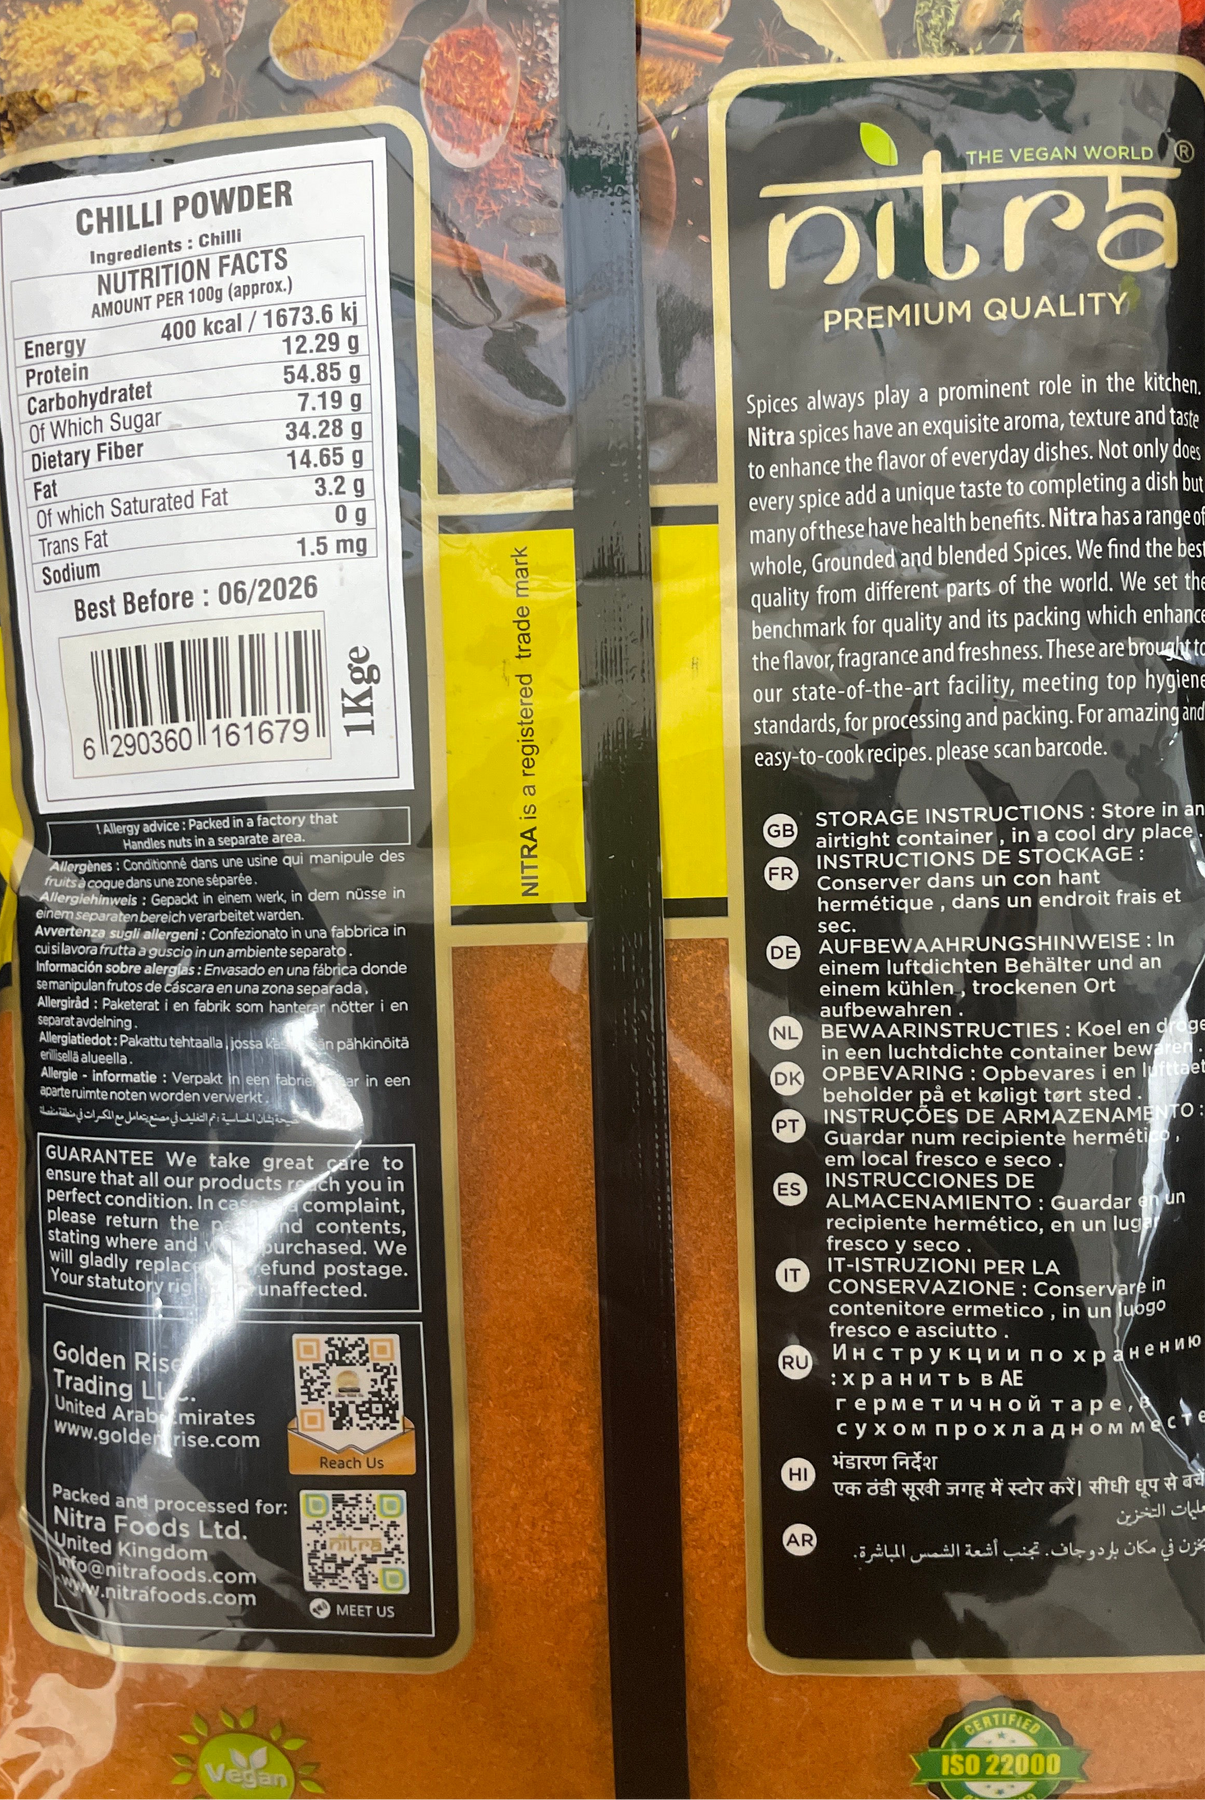 CHILLI POWDER
Ingredients : Chilli
NUTRITION FACTS
AMOUNT PER 100g (approx.)
Energy 400 kcal / 1673.6 kj
Protein 12.29 g
Carbohydratet 54.85 g
Of Which Sugar 7.19 g
Dietary Fiber 34.28 g
Fat 14.65 g
Of which Saturated Fat 3.2 g
Trans Fat 0 g
Sodium 1.5 mg
Best Before : 06/2026
6 290360 161679
1Kge
! Allergy advice : Packed in a factory that
Handles nuts in a separate area.
Allergènes : Conditionné dans une usine qui manipule des
fruits à coque dans une zone séparée.
Allergiehinweis : Gepackt in einem werk, in dem nüsse in
einem separaten bereich verarbeitet warden.
Avvertenza sugli allergeni : Confezionato in una fabbrica in
cui si lavora frutta a guscio in un ambiente separato .
Información sobre alerglas : Envasado en una fábrica donde
se manipulan frutos de cáscara en una zona separada ,
Allergiråd : Paketerat i en fabrik som hanterar nötter i en
separat avdelning .
Allergiatiedot : Pakattu tehtaalla , jossa pähkinöitä
erillisellä alueella .
Allergle - informatie : Verpakt in een in een
aparte ruimte noten worden verwerkt .
GUARANTEE We take great care to
ensure that all our products reach you in
perfect condition. In case complaint,
please return the and contents,
stating where and purchased. We
will gladly replace refund postage.
Your statutory unaffected.
Golden Rise
Trading
United Arab Emirates
www.goldenrise.com
Reach Us
Packed and processed for:
Nitra Foods Ltd.
United Kingdom
info@nitrafoods.com
www.nitrafoods.com
nitra
MEET US
Vegan
NITRA is a registered trade mark
THE VEGAN WORLD ®
nitra
PREMIUM QUALITY
Spices always play a prominent role in the kitchen.
Nitra spices have an exquisite aroma, texture and taste
to enhance the flavor of everyday dishes. Not only does
every spice add a unique taste to completing a dish but
many of these have health benefits. Nitra has a range of
whole, Grounded and blended Spices. We find the best
quality from different parts of the world. We set the
benchmark for quality and its packing which enhance
the flavor, fragrance and freshness. These are brought to
our state-of-the-art facility, meeting top hygiene
standards, for processing and packing. For amazing and
easy-to-cook recipes. please scan barcode.
GB STORAGE INSTRUCTIONS : Store in an
airtight container , in a cool dry place .
FR INSTRUCTIONS DE STOCKAGE :
Conserver dans un con hant
hermétique , dans un endroit frais et
sec.
DE AUFBEWAAHRUNGSHINWEISE : In
einem luftdichten Behälter und an
einem kühlen , trockenen Ort
aufbewahren .
NL BEWAARINSTRUCTIES : Koel en droge
in een luchtdichte container bewaren .
DK OPBEVARING : Opbevares i en lufttaet
beholder på et køligt tørt sted .
PT INSTRUÇÕES DE ARMAZENAMENTO :
Guardar num recipiente hermético ,
em local fresco e seco .
ES INSTRUCCIONES DE
ALMACENAMIENTO : Guardar en un
recipiente hermético, en un lugar
fresco y seco .
IT IT-ISTRUZIONI PER LA
CONSERVAZIONE : Conservare in
contenitore ermetico , in un luogo
fresco e asciutto .
RU Инструкции по хранению
: хранить в AE
герметичной таре, в
сухом прохладном месте
HI भंडारण निर्देश
एक ठंडी सूखी जगह में स्टोर करें| सीधी धूप से
التخزين
AR في مكان بارد وجاف. تجنب أشعة الشمس المباشرة.
CERTIFIED
ISO 22000